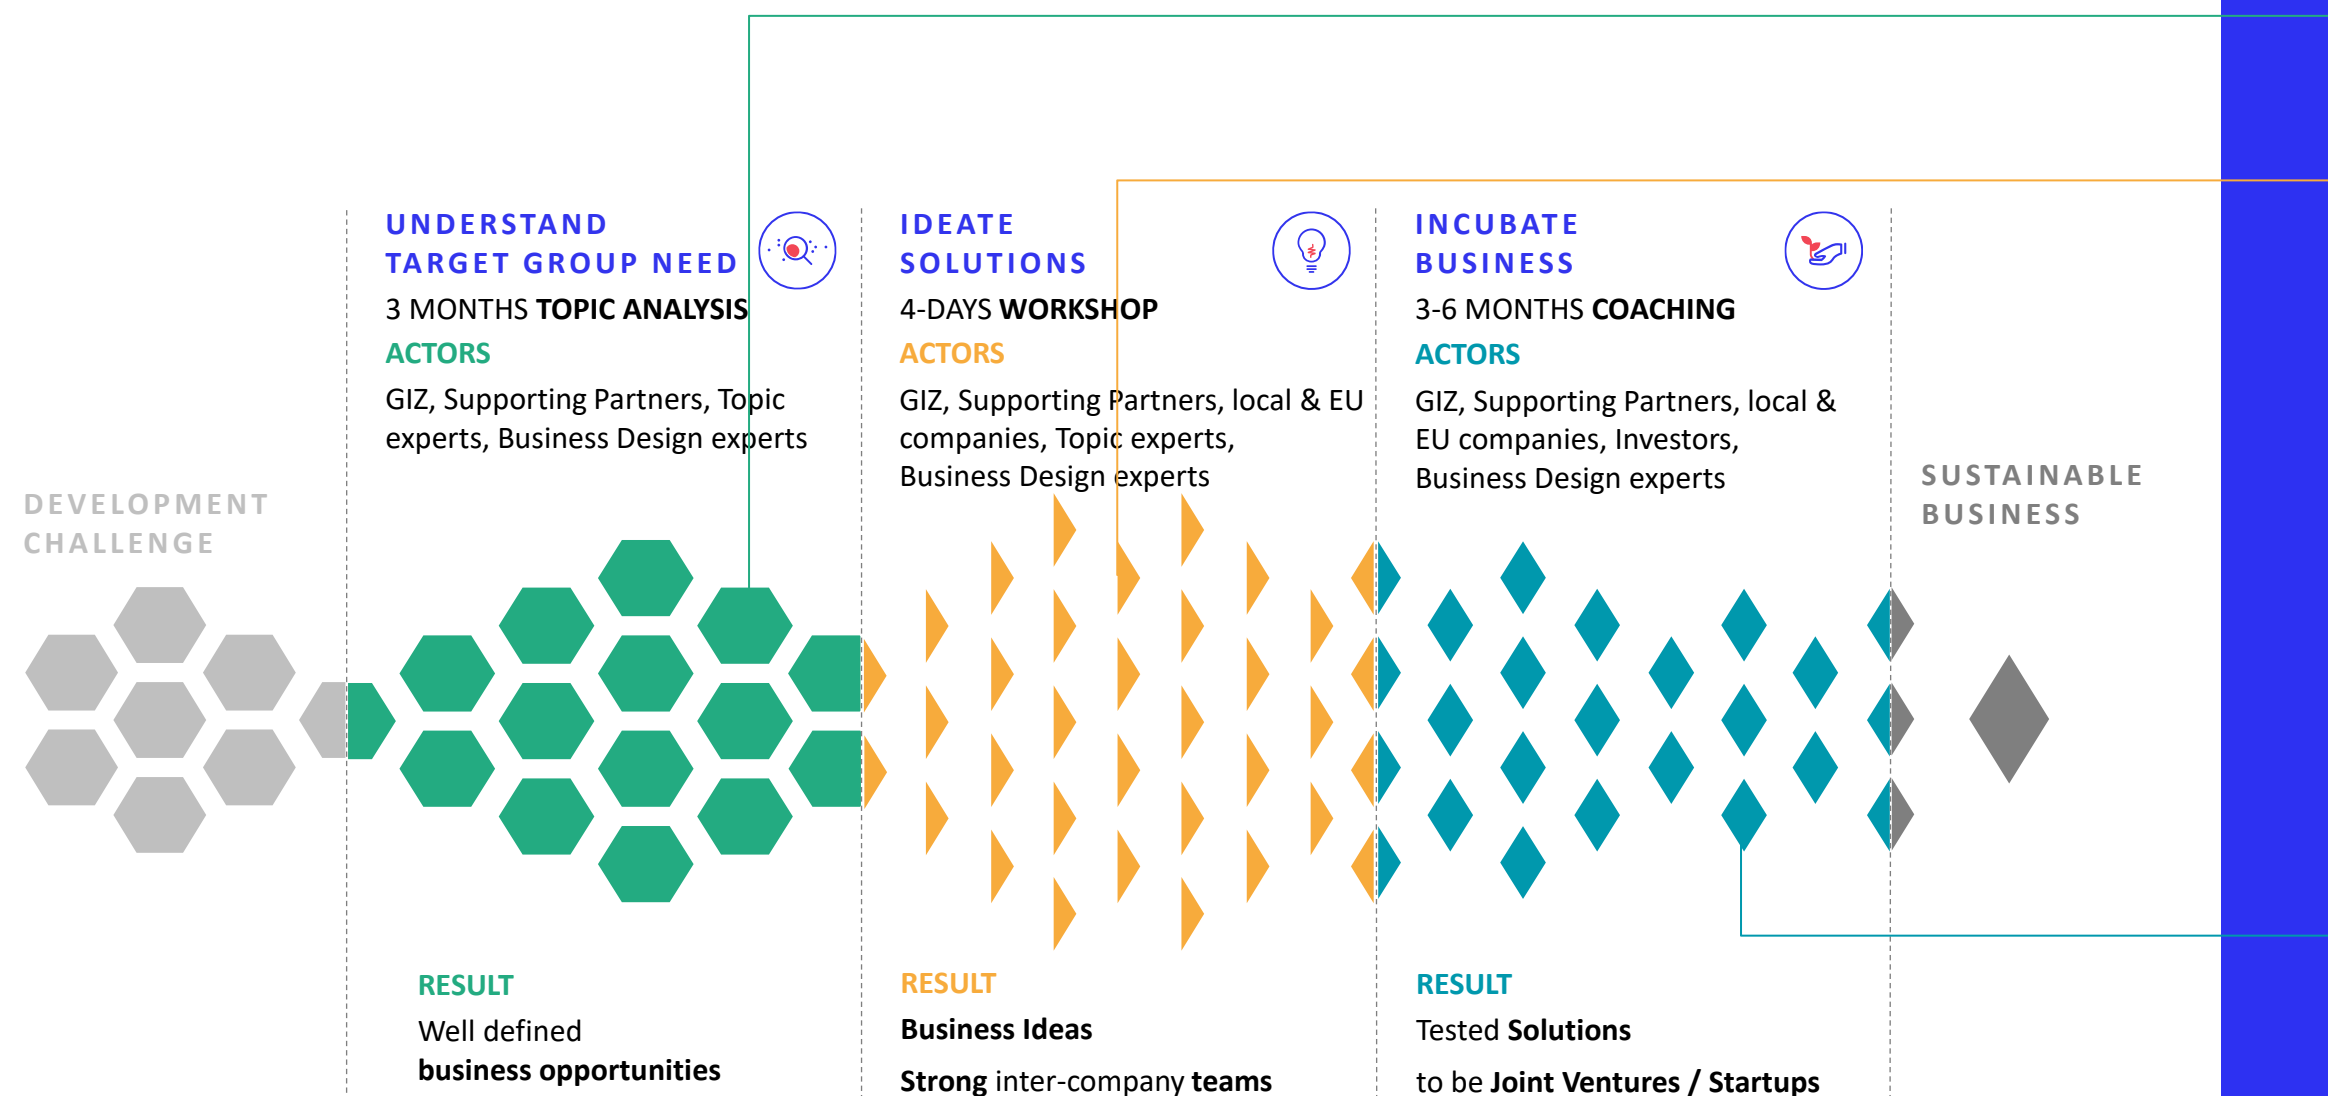 DEVELOPMENT
CHALLENGE
UNDERSTAND
TARGET GROUP NEED
3 MONTHS TOPIC ANALYSIS
ACTORS
GIZ, Supporting Partners, Topic
experts, Business Design experts
RESULT
Well defined
business opportunities
IDEATE
SOLUTIONS
4-DAYS WORKSHOP
ACTORS
GIZ, Supporting Partners, local & EU
companies, Topic experts,
Business Design experts
RESULT
Business Ideas
Strong inter-company teams
INCUBATE
BUSINESS
3-6 MONTHS COACHING
ACTORS
GIZ, Supporting Partners, local &
EU companies, Investors,
Business Design experts
RESULT
Tested Solutions
to be Joint Ventures / Startups
SUSTAINABLE
BUSINESS